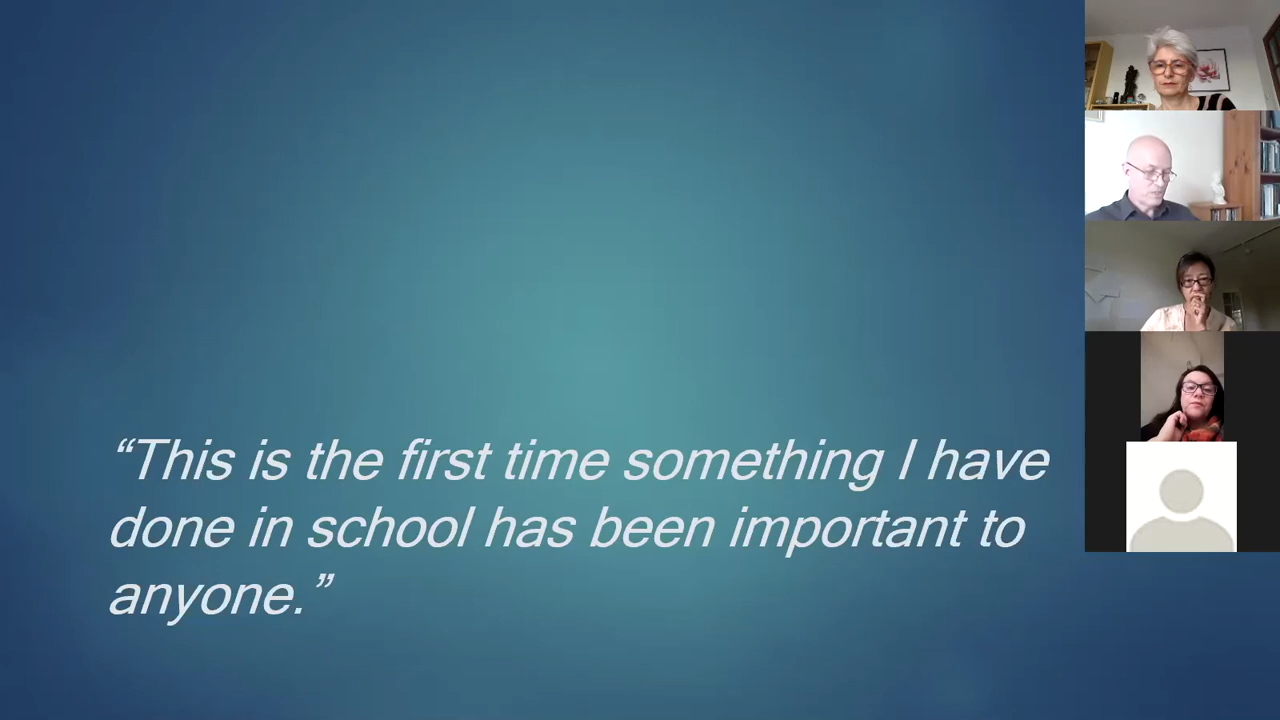 “This is the first time something I have
done in school has been important to
anyone.”